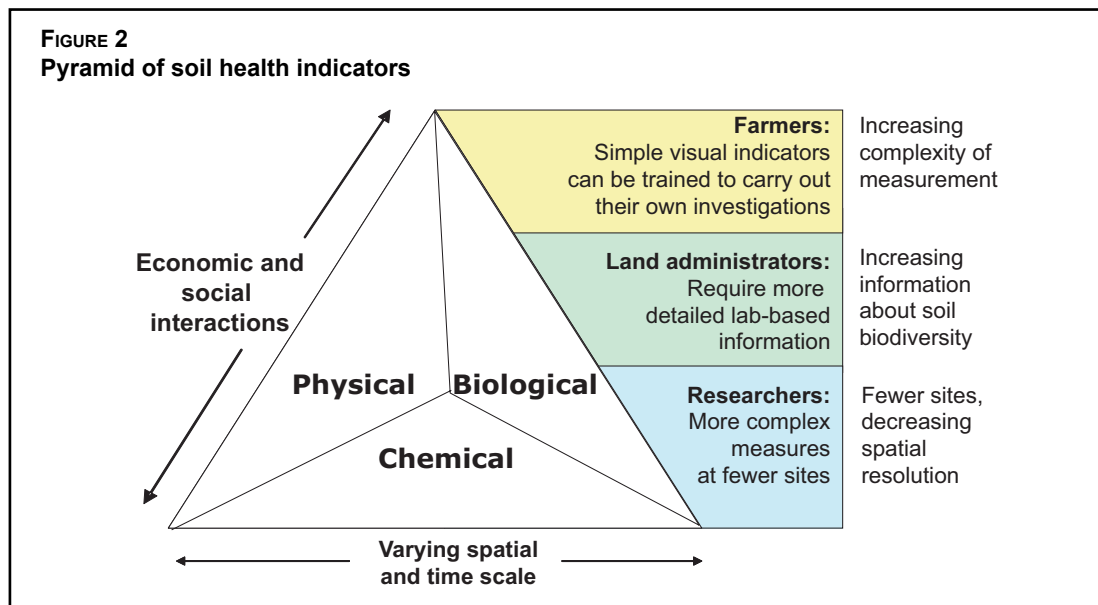 FIGURE 2
Pyramid of soil health indicators
Economic and
social
interactions
Physical
Biological
Chemical
Varying spatial
and time scale
Farmers:
Simple visual indicators
can be trained to carry out
their own investigations
Increasing
complexity of
measurement
Land administrators:
Require more
detailed lab-based
information
Increasing
information
about soil
biodiversity
Researchers:
More complex
measures
at fewer sites
Fewer sites,
decreasing
spatial
resolution